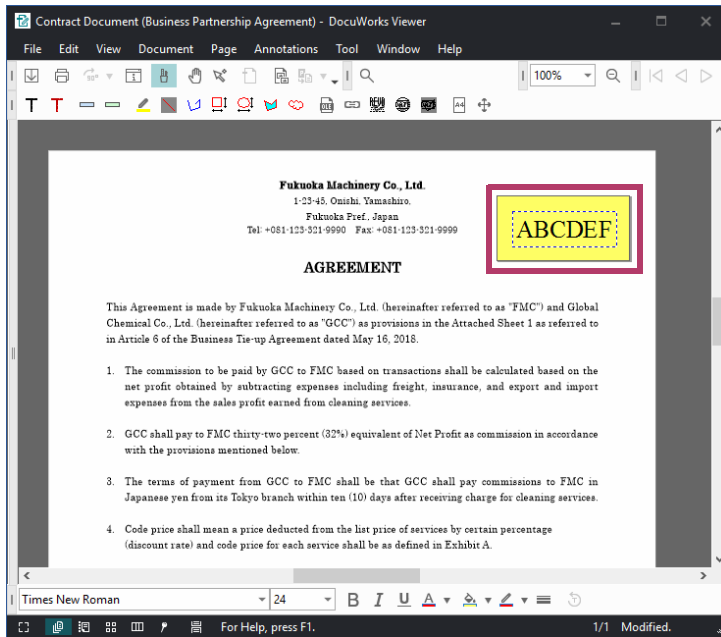 Contract Document (Business Partnership Agreement) - DocuWorks Viewer
File Edit View Document Page Annotations Tool Window Help
100%
T T A4
Fukuoka Machinery Co., Ltd.
1-23-45, Onishi, Yamashiro,
Fukuoka Pref., Japan
Tel: +081-123-321-9990 Fax: +081-123-321-9999
ABCDEF
AGREEMENT
This Agreement is made by Fukuoka Machinery Co., Ltd. (hereinafter referred to as "FMC") and Global
Chemical Co., Ltd. (hereinafter referred to as "GCC") as provisions in the Attached Sheet 1 as referred to
in Article 6 of the Business Tie-up Agreement dated May 16, 2018.
1. The commission to be paid by GCC to FMC based on transactions shall be calculated based on the
net profit obtained by subtracting expenses including freight, insurance, and export and import
expenses from the sales profit earned from cleaning services.
2. GCC shall pay to FMC thirty-two percent (32%) equivalent of Net Profit as commission in accordance
with the provisions mentioned below.
3. The terms of payment from GCC to FMC shall be that GCC shall pay commissions to FMC in
Japanese yen from its Tokyo branch within ten (10) days after receiving charge for cleaning services.
4. Code price shall mean a price deducted from the list price of services by certain percentage
(discount rate) and code price for each service shall be as defined in Exhibit A.
Times New Roman 24 B I U A
For Help, press F1. 1/1 Modified.